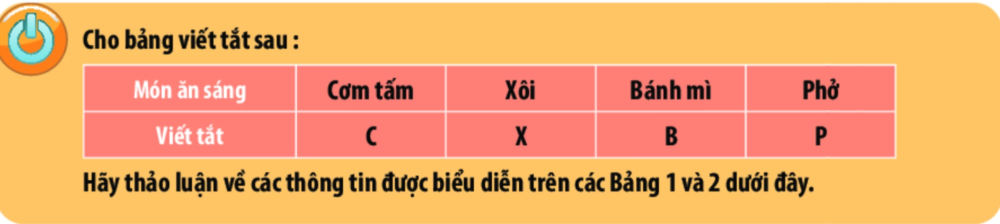 Cho bảng viết tắt sau :
Món ăn sáng Cơm tấm Xôi Bánh mì Phở
Viết tắt C X B P
Hãy thảo luận về các thông tin được biểu diễn trên các Bảng 1 và 2 dưới đây.